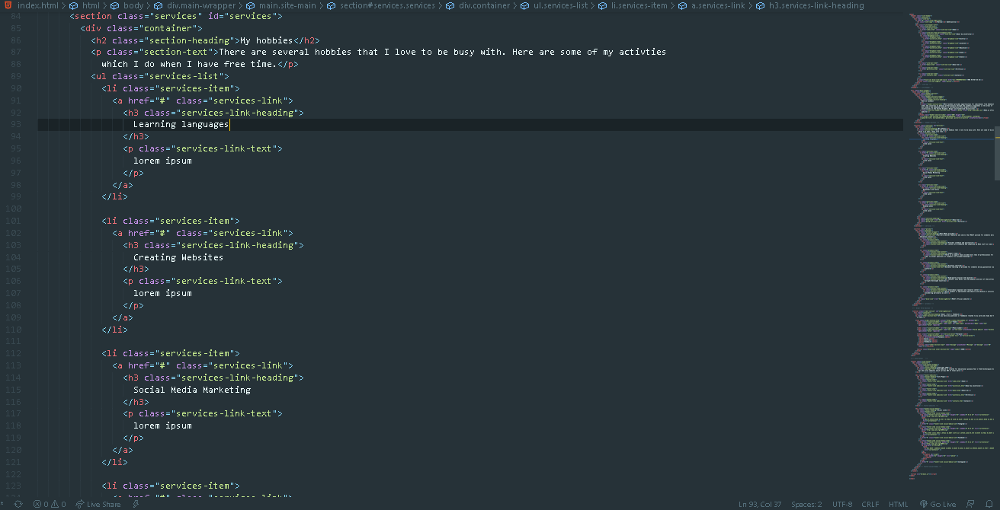 index.html > html > body > div.main-wrapper > main.site-main > section#services.services > div.container > ul.services-list > li.services-item > a.services-link > h3.services-link-heading
84 <section class="services" id="services">
85 <div class="container">
86 <h2 class="section-heading">My hobbies</h2>
87 <p class="section-text">There are several hobbies that I love to be busy with. Here are some of my activties
88 which I do when I have free time.</p>
89 <ul class="services-list">
90 <li class="services-item">
91 <a href="#" class="services-link">
92 <h3 class="services-link-heading">
93 Learning languages
94 </h3>
95 <p class="services-link-text">
96 lorem ipsum
97 </p>
98 </a>
99 </li>
100
101 <li class="services-item">
102 <a href="#" class="services-link">
103 <h3 class="services-link-heading">
104 Creating Websites
105 </h3>
106 <p class="services-link-text">
107 lorem ipsum
108 </p>
109 </a>
110 </li>
111
112 <li class="services-item">
113 <a href="#" class="services-link">
114 <h3 class="services-link-heading">
115 Social Media Marketing
116 </h3>
117 <p class="services-link-text">
118 lorem ipsum
119 </p>
120 </a>
121 </li>
122
123 <li class="services-item">
<a href="#" class="services-link">
0 0 Live Share Ln 93, Col 37 Spaces: 2 UTF-8 CRLF HTML Go Live